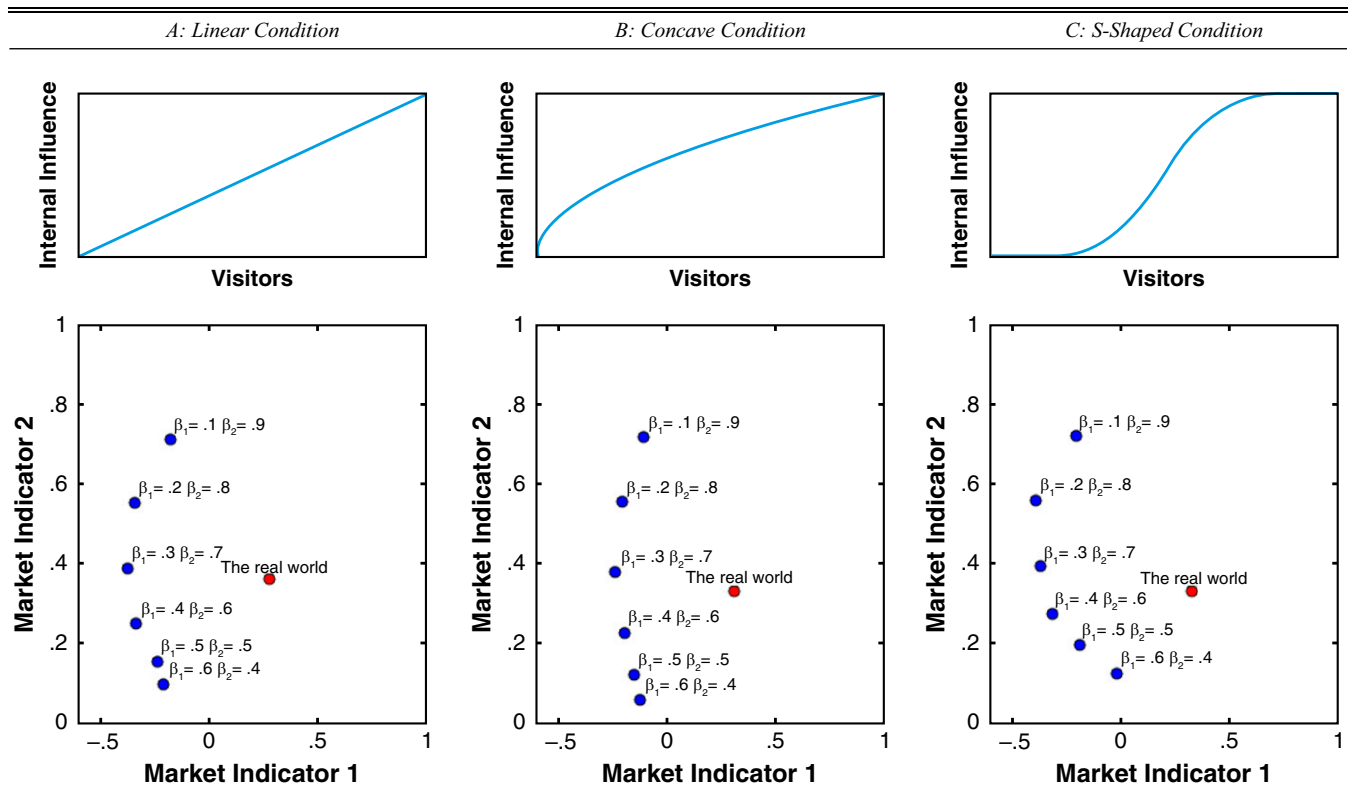 A: Linear Condition
B: Concave Condition
C: S-Shaped Condition
Internal Influence
Visitors
Internal Influence
Visitors
Internal Influence
Visitors
Market Indicator 2
1
.8
.6
.4
.2
0
β1= .1 β2= .9
β1= .2 β2= .8
β1= .3 β2= .7
The real world
β1= .4 β2= .6
β1= .5 β2= .5
β1= .6 β2= .4
–.5 0 .5 1
Market Indicator 1
Market Indicator 2
1
.8
.6
.4
.2
0
β1= .1 β2= .9
β1= .2 β2= .8
β1= .3 β2= .7
The real world
β1= .4 β2= .6
β1= .5 β2= .5
β1= .6 β2= .4
–.5 0 .5 1
Market Indicator 1
Market Indicator 2
1
.8
.6
.4
.2
0
β1= .1 β2= .9
β1= .2 β2= .8
β1= .3 β2= .7
The real world
β1= .4 β2= .6
β1= .5 β2= .5
β1= .6 β2= .4
–.5 0 .5 1
Market Indicator 1